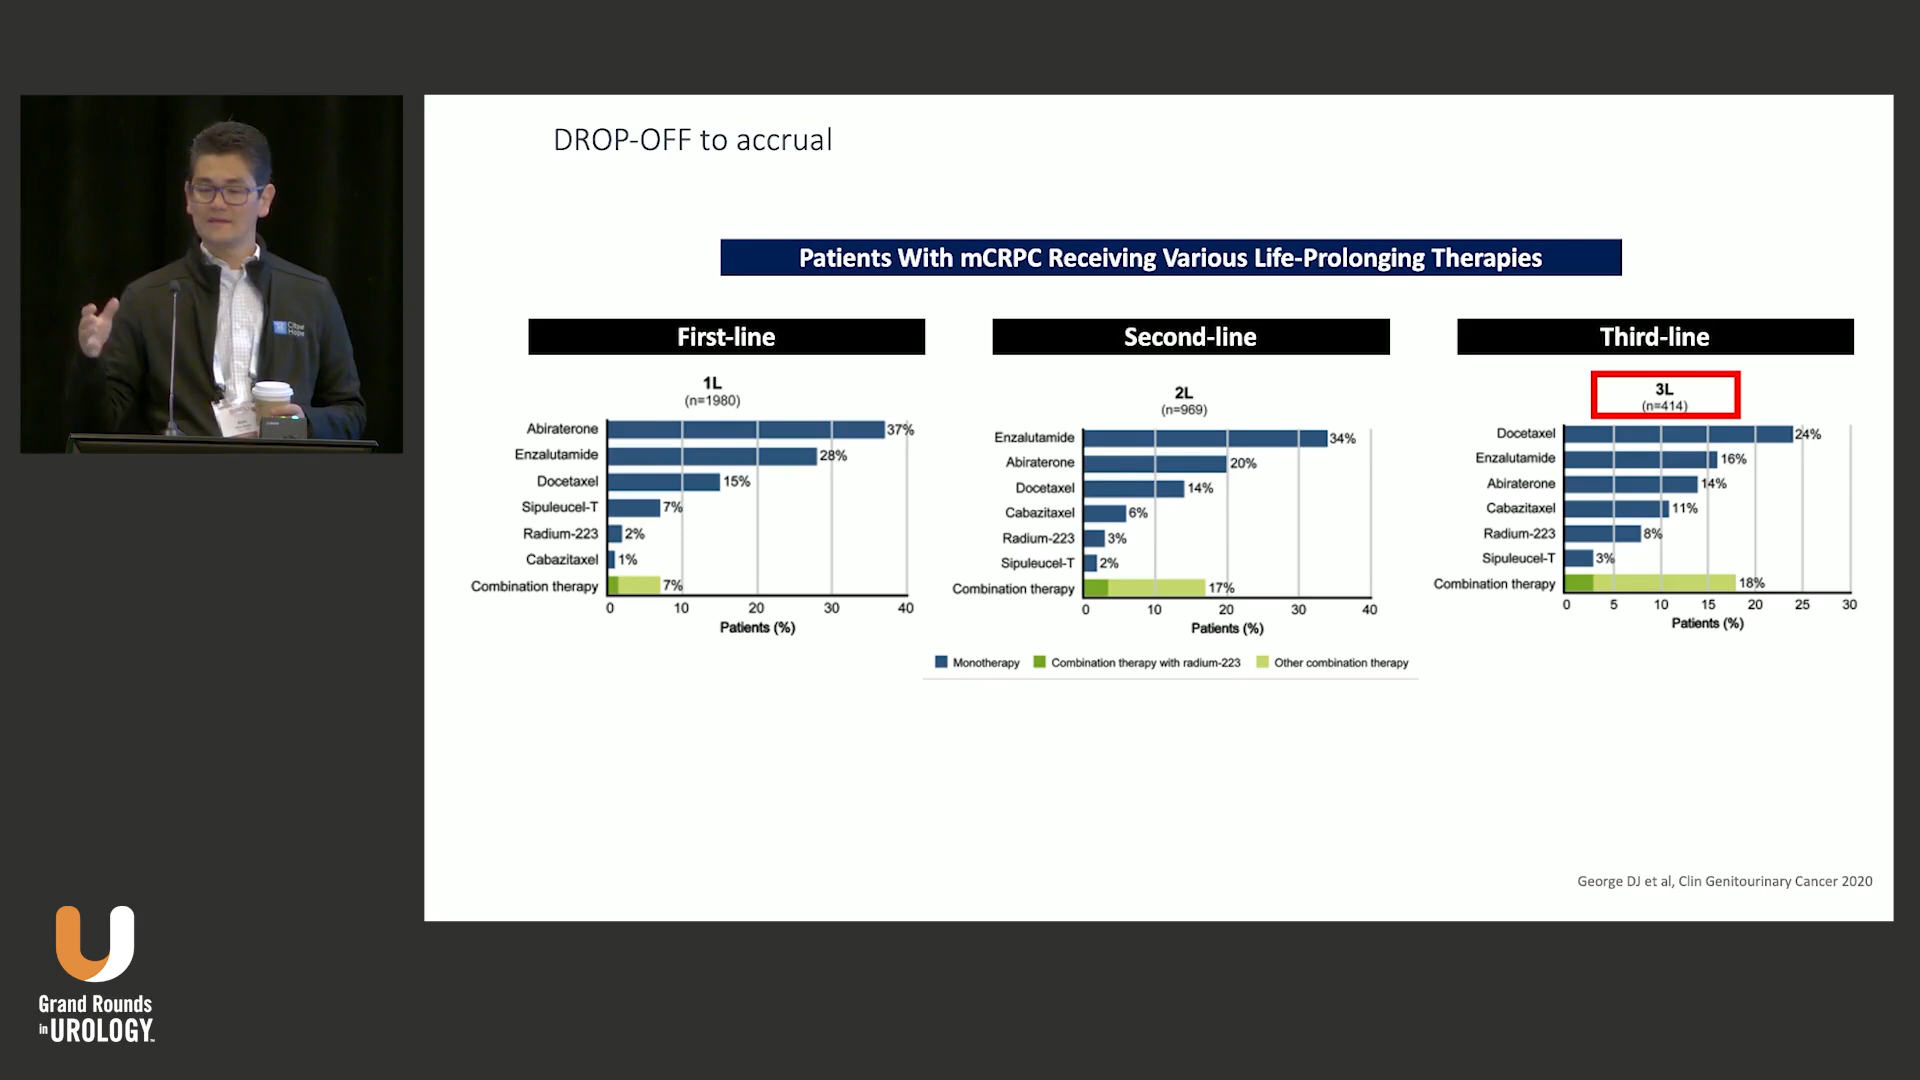 DROP-OFF to accrual
Patients With mCRPC Receiving Various Life-Prolonging Therapies
First-line
1L
(n=1980)
Abiraterone 37%
Enzalutamide 28%
Docetaxel 15%
Sipuleucel-T 7%
Radium-223 2%
Cabazitaxel 1%
Combination therapy 7%
0 10 20 30 40
Patients (%)
Second-line
2L
(n=969)
Enzalutamide 34%
Abiraterone 20%
Docetaxel 14%
Cabazitaxel 6%
Radium-223 3%
Sipuleucel-T 2%
Combination therapy 17%
0 10 20 30 40
Patients (%)
Third-line
3L
(n=414)
Docetaxel 24%
Enzalutamide 16%
Abiraterone 14%
Cabazitaxel 11%
Radium-223 8%
Sipuleucel-T 3%
Combination therapy 18%
0 5 10 15 20 25 30
Patients (%)
Monotherapy Combination therapy with radium-223 Other combination therapy
George DJ et al, Clin Genitourinary Cancer 2020
City of
Hope
Grand Rounds
in UROLOGY™